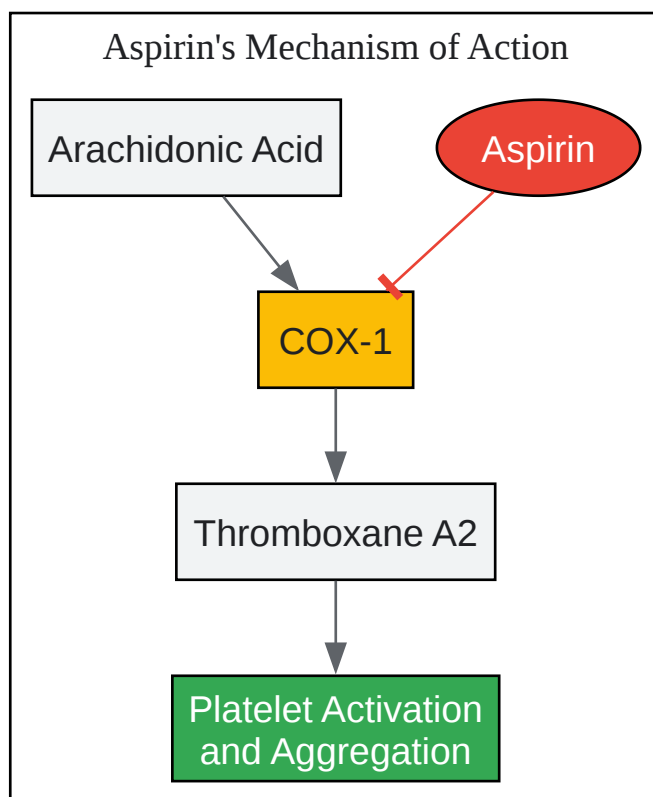 Aspirin's Mechanism of Action
Arachidonic Acid
Aspirin
COX-1
Thromboxane A2
Platelet Activation
and Aggregation